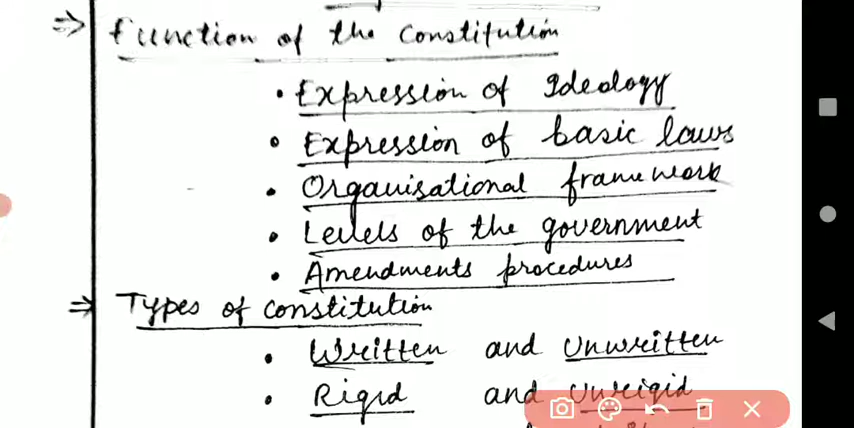 ⇒ Function of the Constitution
• Expression of Ideology
• Expression of basic laws
• Organisational framework
• Levels of the government
• Amendments procedures
⇒ Types of constitution
• Written and Unwritten
• Rigid and Unrigid